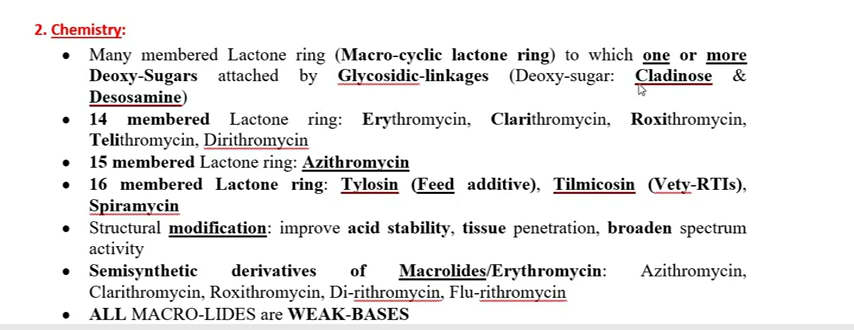 2. Chemistry:
• Many membered Lactone ring (Macro-cyclic lactone ring) to which one or more
Deoxy-Sugars attached by Glycosidic-linkages (Deoxy-sugar: Cladinose &
Desosamine)
• 14 membered Lactone ring: Erythromycin, Clarithromycin, Roxithromycin,
Telithromycin, Dirithromycin
• 15 membered Lactone ring: Azithromycin
• 16 membered Lactone ring: Tylosin (Feed additive), Tilmicosin (Vety-RTIs),
Spiramycin
• Structural modification: improve acid stability, tissue penetration, broaden spectrum
activity
• Semisynthetic derivatives of Macrolides/Erythromycin: Azithromycin,
Clarithromycin, Roxithromycin, Di-rithromycin, Flu-rithromycin
• ALL MACRO-LIDES are WEAK-BASES